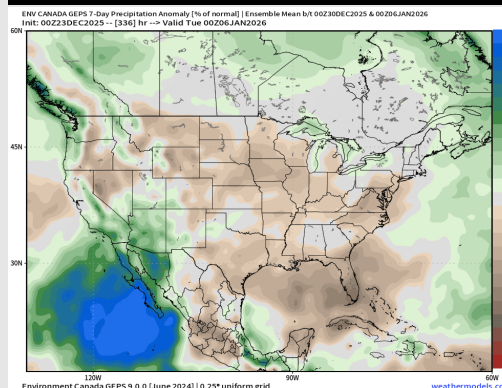 ENV CANADA GEPS 7-Day Precipitation Anomaly [% of normal] | Ensemble Mean b/t 00Z30DEC2025 & 00Z06JAN2026
Init: 00Z23DEC2025 -- [336] hr --> Valid Tue 00Z06JAN2026
60N
45N
30N
120W
90W
60W
Environment Canada GEPS 9.0.0 [June 2024] | 0.25° uniform grid
weathermodels.c